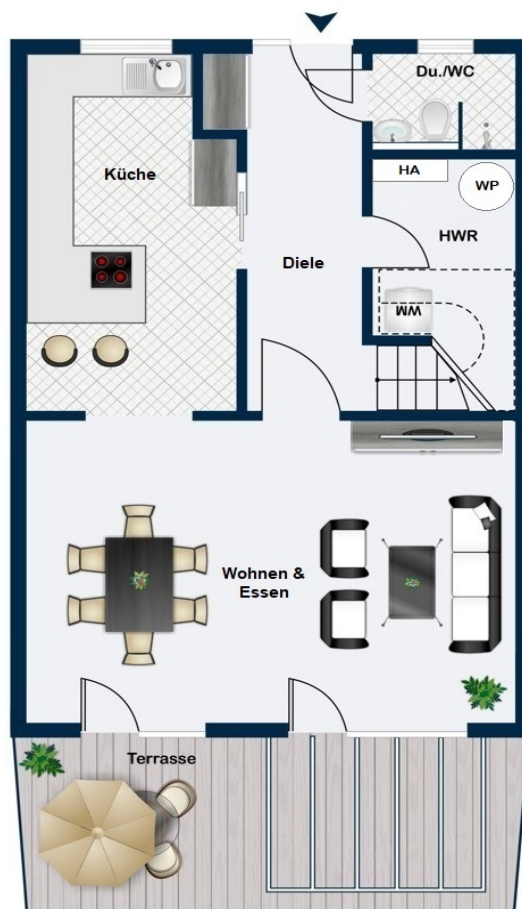 Du./WC
Küche
HA
WP
HWR
Diele
WM
Wohnen &
Essen
Terrasse